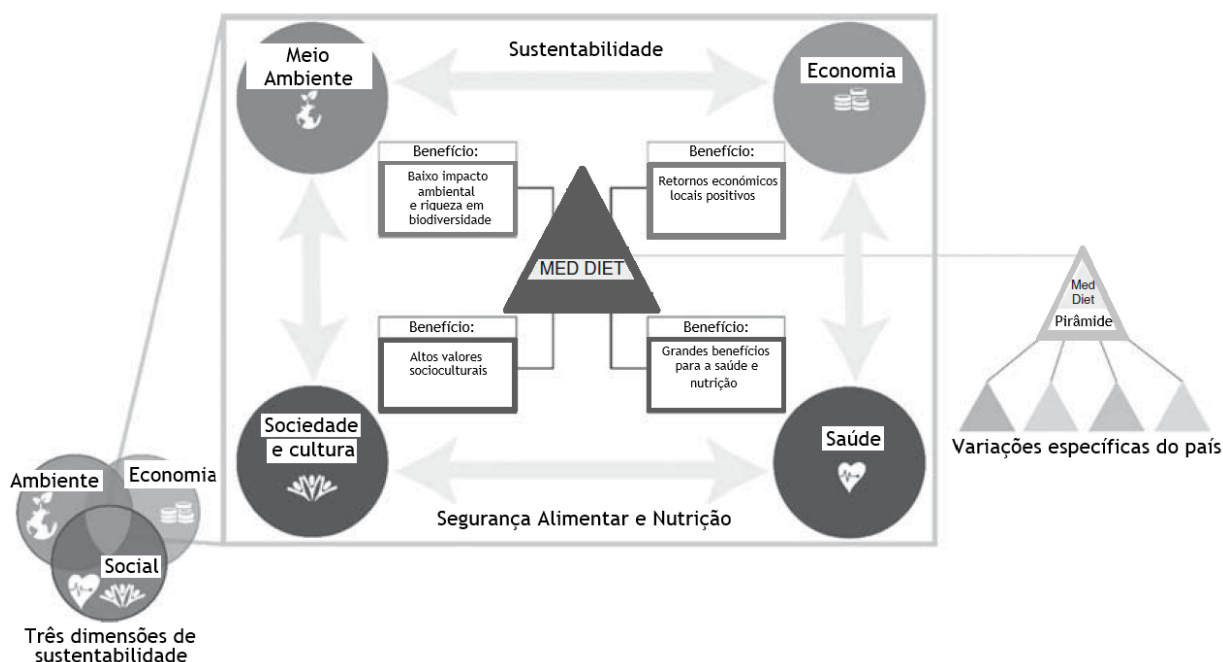 Meio
Ambiente
Sustentabilidade
Economia
Benefício:
Baixo impacto
ambiental
e riqueza em
biodiversidade
Benefício:
Retornos económicos
locais positivos
MED DIET
Benefício:
Altos valores
socioculturais
Benefício:
Grandes benefícios
para a saúde e
nutrição
Sociedade
e cultura
Saúde
Segurança Alimentar e Nutrição
Med
Diet
Pirâmide
Variações específicas do país
Ambiente
Economia
Social
Três dimensões de
sustentabilidade